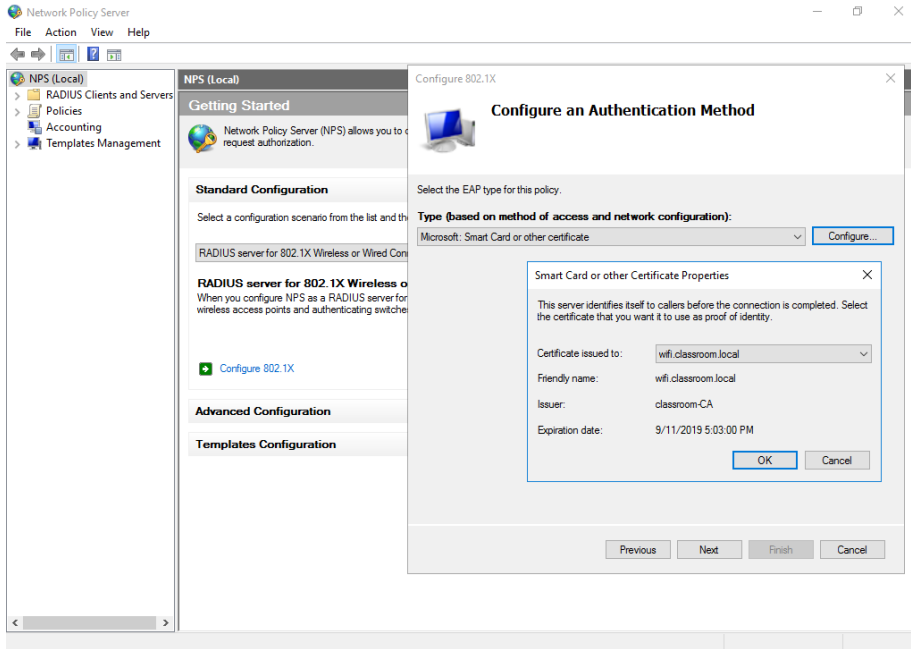 Network Policy Server
File Action View Help
NPS (Local)
RADIUS Clients and Servers
Policies
Accounting
Templates Management
NPS (Local)
Getting Started
Network Policy Server (NPS) allows you to
request authorization.
Standard Configuration
Select a configuration scenario from the list and
RADIUS server for 802.1X Wireless or Wired
RADIUS server for 802.1X Wireless
When you configure NPS as a RADIUS server for
wireless access points and authenticating
Configure 802.1X
Advanced Configuration
Templates Configuration
Configure 802.1X
Configure an Authentication Method
Select the EAP type for this policy.
Type (based on method of access and network configuration):
Microsoft: Smart Card or other certificate
Configure...
Smart Card or other Certificate Properties
This server identifies itself to callers before the connection is completed. Select
the certificate that you want it to use as proof of identity.
Certificate issued to: wifi.classroom.local
Friendly name: wifi.classroom.local
Issuer: classroom-CA
Expiration date: 9/11/2019 5:03:00 PM
OK Cancel
Previous Next Finish Cancel